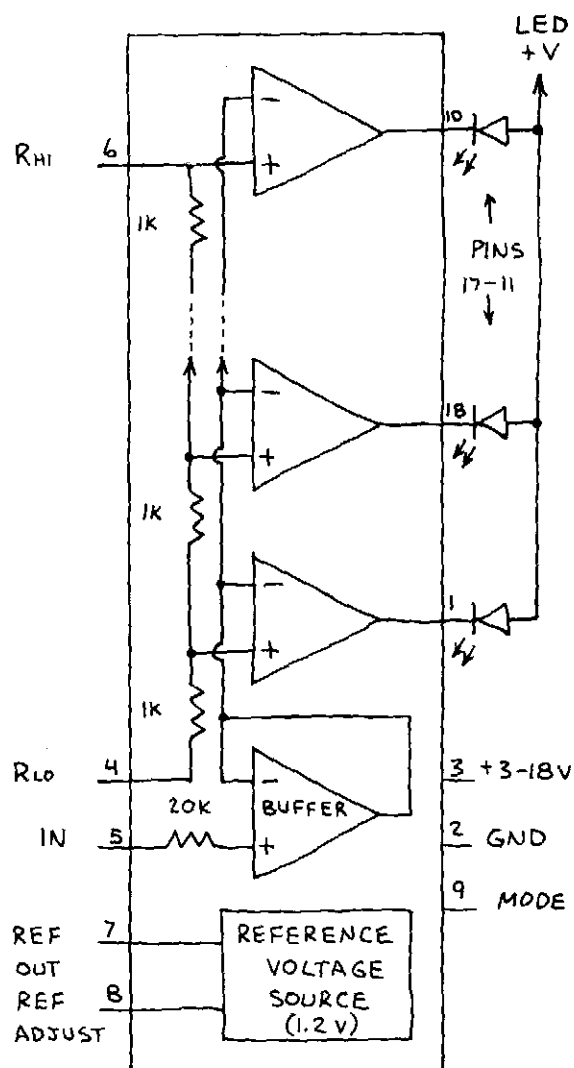 LED
+V
10
RHI 6
- 
+
1K
PINS
17-11
18
-
+
1K
1
-
+
1K
RLO 4
3 +3-18V
20K
-
BUFFER
IN 5
+
2 GND
9 MODE
REF 7
OUT
REF 8
ADJUST
REFERENCE
VOLTAGE
SOURCE
(1.2V)